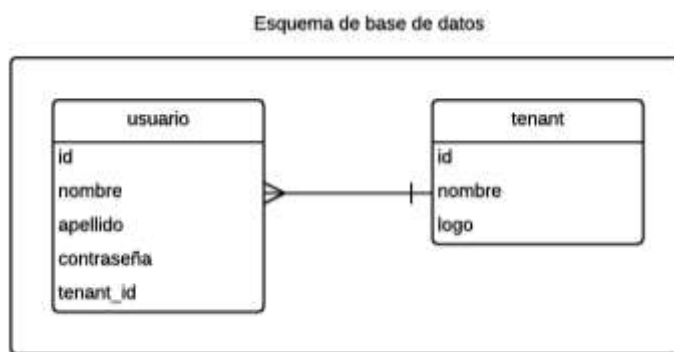 Esquema de base de datos
usuario
id
nombre
apellido
contraseña
tenant_id
tenant
id
nombre
logo